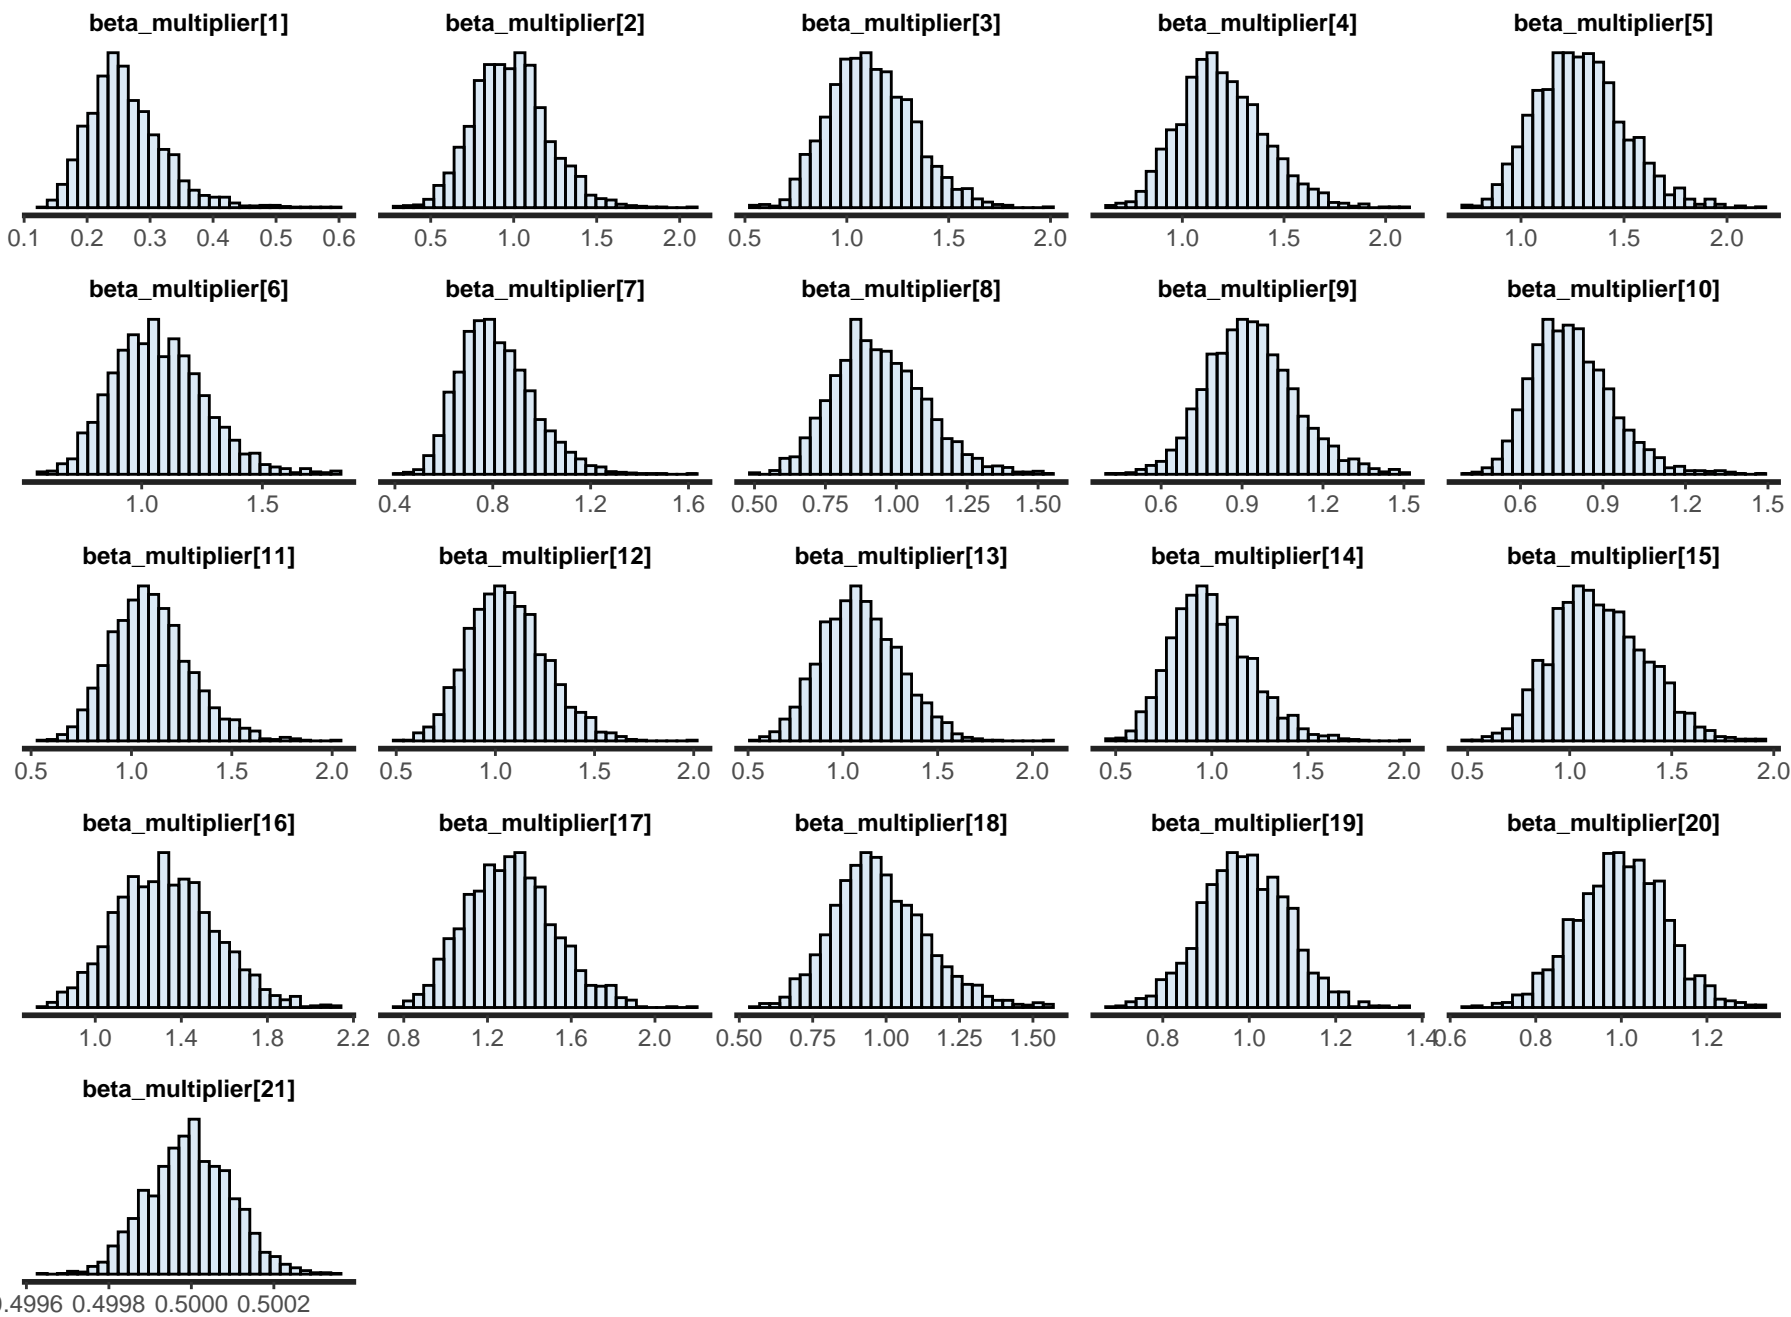 beta_multiplier[1] beta_multiplier[2] beta_multiplier[3] beta_multiplier[4] beta_multiplier[5]
0.1 0.2 0.3 0.4 0.5 0.6 0.5 1.0 1.5 2.0 0.5 1.0 1.5 2.0 1.0 1.5 2.0 1.0 1.5 2.0
beta_multiplier[6] beta_multiplier[7] beta_multiplier[8] beta_multiplier[9] beta_multiplier[10]
1.0 1.5 0.4 0.8 1.2 1.6 0.50 0.75 1.00 1.25 1.50 0.6 0.9 1.2 1.5 0.6 0.9 1.2 1.5
beta_multiplier[11] beta_multiplier[12] beta_multiplier[13] beta_multiplier[14] beta_multiplier[15]
0.5 1.0 1.5 2.0 0.5 1.0 1.5 2.0 0.5 1.0 1.5 2.0 0.5 1.0 1.5 2.0 0.5 1.0 1.5 2.0
beta_multiplier[16] beta_multiplier[17] beta_multiplier[18] beta_multiplier[19] beta_multiplier[20]
1.0 1.4 1.8 2.2 0.8 1.2 1.6 2.0 0.50 0.75 1.00 1.25 1.50 0.8 1.0 1.2 1.4 0.6 0.8 1.0 1.2
beta_multiplier[21]
0.4996 0.4998 0.5000 0.5002